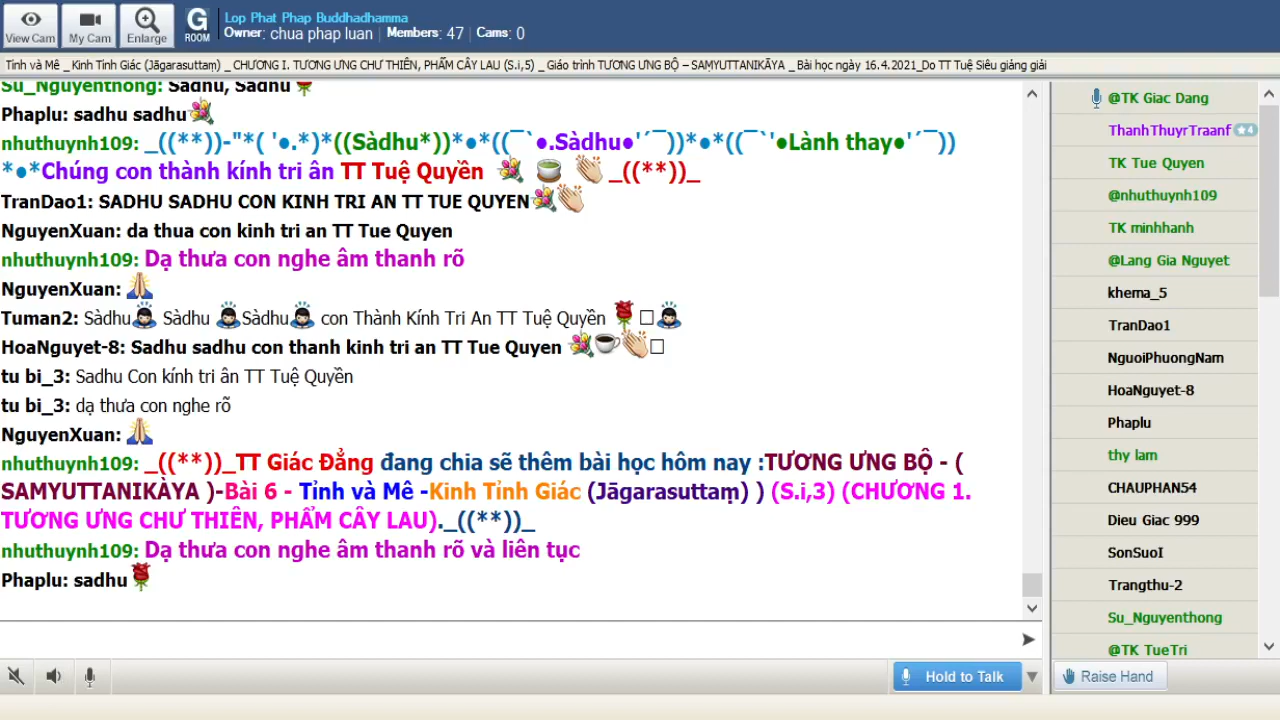 View Cam
My Cam
Enlarge
G
ROOM
Lop Phat Phap Buddhadhamma
Owner: chua phap luan | Members: 47 | Cams: 0
Tỉnh và Mê _Kinh Tỉnh Giác (Jāgarasuttaṃ) _ CHƯƠNG I. TƯƠNG ƯNG CHƯ THIÊN, PHẨM CÂY LAU (S.i,5) _ Giáo trình TƯƠNG ƯNG BỘ – SAṂYUTTANIKĀYA _Bài học ngày 16.4.2021_Do TT Tuệ Siêu giảng giải
Su_Nguyenthong: Sadhu, Sadhu
Phaplu: sadhu sadhu
nhuthuynh109: _((**))-"*( '●.*)*((Sàdhu*))*●*((¯`●.Sàdhu●'´¯))*●*((¯`'●Lành thay●'´¯))
*●*Chúng con thành kính tri ân TT Tuệ Quyền _((**))_
TranDao1: SADHU SADHU CON KINH TRI AN TT TUE QUYEN
NguyenXuan: da thua con kinh tri an TT Tue Quyen
nhuthuynh109: Dạ thưa con nghe âm thanh rõ
NguyenXuan:
Tuman2: Sàdhu Sàdhu Sàdhu con Thành Kính Tri An TT Tuệ Quyền
HoaNguyet-8: Sadhu sadhu con thanh kinh tri an TT Tue Quyen
tu bi_3: Sadhu Con kính tri ân TT Tuệ Quyền
tu bi_3: dạ thưa con nghe rõ
NguyenXuan:
nhuthuynh109: _((**))_TT Giác Đẳng đang chia sẽ thêm bài học hôm nay :TƯƠNG ƯNG BỘ - (
SAMYUTTANIKÀYA )-Bài 6 - Tỉnh và Mê -Kinh Tỉnh Giác (Jāgarasuttaṃ) ) (S.i,3) (CHƯƠNG 1.
TƯƠNG ƯNG CHƯ THIÊN, PHẨM CÂY LAU)._((**))_
nhuthuynh109: Dạ thưa con nghe âm thanh rõ và liên tục
Phaplu: sadhu
@TK Giac Dang
ThanhThuyrTraanf 4
TK Tue Quyen
@nhuthuynh109
TK minhhanh
@Lang Gia Nguyet
khema_5
TranDao1
NguoiPhuongNam
HoaNguyet-8
Phaplu
thy lam
CHAUPHAN54
Dieu Giac 999
SonSuoI
Trangthu-2
Su_Nguyenthong
@TK TueTri
Hold to Talk
Raise Hand